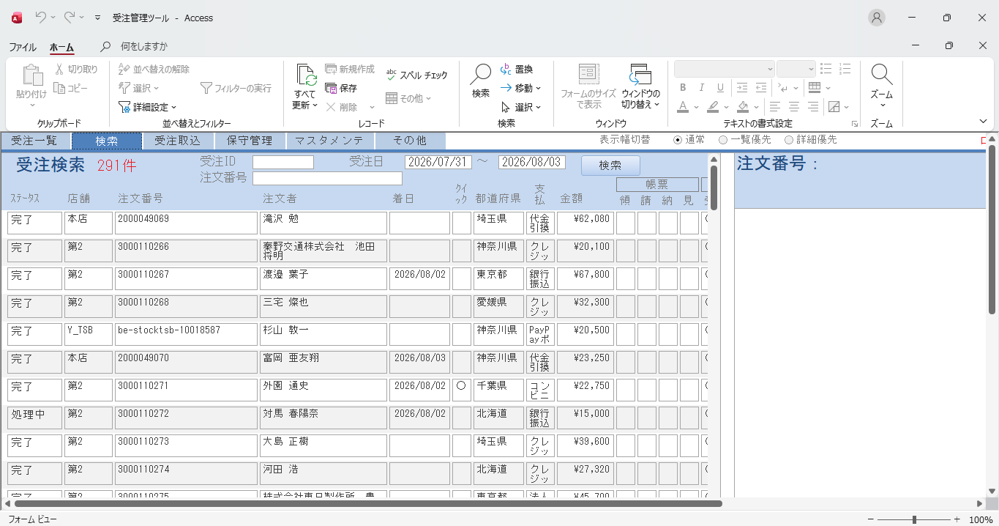 受注管理ツール - Access
ファイル ホーム 何をしますか
貼り付け 切り取り コピー クリップボード
並べ替えの解除 選択 詳細設定 フィルターの実行 並べ替えとフィルター
すべて更新 新規作成 保存 削除 スペル チェック その他 レコード
検索 置換 移動 選択 検索
フォームのサイズで表示 ウィンドウの切り替え ウィンドウ
B I U A テキストの書式設定
ズーム ズーム
受注一覧 検索 受注取込 保守管理 マスタメンテ その他 表示幅切替 通常 一覧優先 詳細優先
受注検索 291件 受注ID 受注日 2026/07/31 ～ 2026/08/03 検索
注文番号
注文番号：
帳票
ステータス 店舗 注文番号 注文者 着日 クイック 都道府県 支払 金額 領 請 納 見
完了 本店 2000049069 滝沢 勉 埼玉県 代金引換 ¥62,080
完了 第2 3000110266 秦野交通株式会社 池田 将明 神奈川県 クレジッ ¥20,100
完了 第2 3000110267 渡邉 葉子 2026/08/02 東京都 銀行振込 ¥67,800
完了 第2 3000110268 三宅 燦也 愛媛県 クレジッ ¥32,300
完了 Y_TSB be-stocktsb-10018587 杉山 敦一 神奈川県 PayPayポ ¥20,500
完了 本店 2000049070 富岡 亜友翔 2026/08/03 神奈川県 代金引換 ¥23,250
完了 第2 3000110271 外園 通史 2026/08/02 〇 千葉県 コンビニ ¥22,750
処理中 第2 3000110272 対馬 春陽奈 2026/08/02 北海道 銀行振込 ¥15,000
完了 第2 3000110273 大島 正樹 埼玉県 クレジッ ¥39,600
完了 第2 3000110274 河田 浩 北海道 クレジッ ¥27,320
完了 第2 3000110275 東京都 法人 ¥45,700
フォーム ビュー 100%